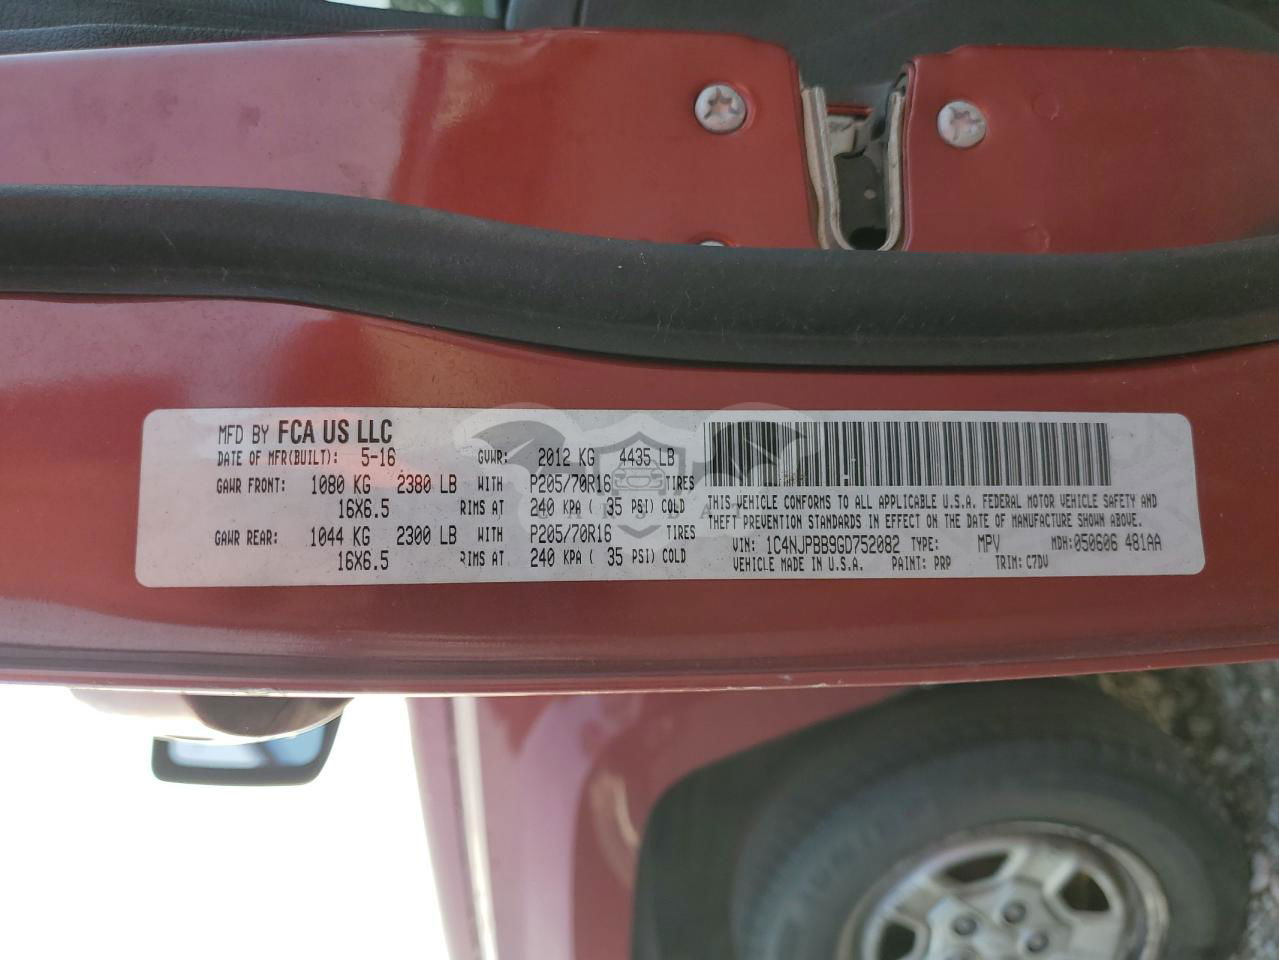 MFD BY FCA US LLC
DATE OF MFR(BUILT): 5-16 GVWR: 2012 KG 4435 LB
GAWR FRONT: 1080 KG 2380 LB WITH P205/70R16 TIRES
16X6.5 RIMS AT 240 KPA ( 35 PSI) COLD
GAWR REAR: 1044 KG 2300 LB WITH P205/70R16 TIRES
16X6.5 RIMS AT 240 KPA ( 35 PSI) COLD
THIS VEHICLE CONFORMS TO ALL APPLICABLE U.S.A. FEDERAL MOTOR VEHICLE SAFETY AND
THEFT PREVENTION STANDARDS IN EFFECT ON THE DATE OF MANUFACTURE SHOWN ABOVE.
VIN: 1C4NJPBB9GD752082 TYPE: MPV MDH:050606 481AA
VEHICLE MADE IN U.S.A. PAINT: PRP TRIM: C7DV